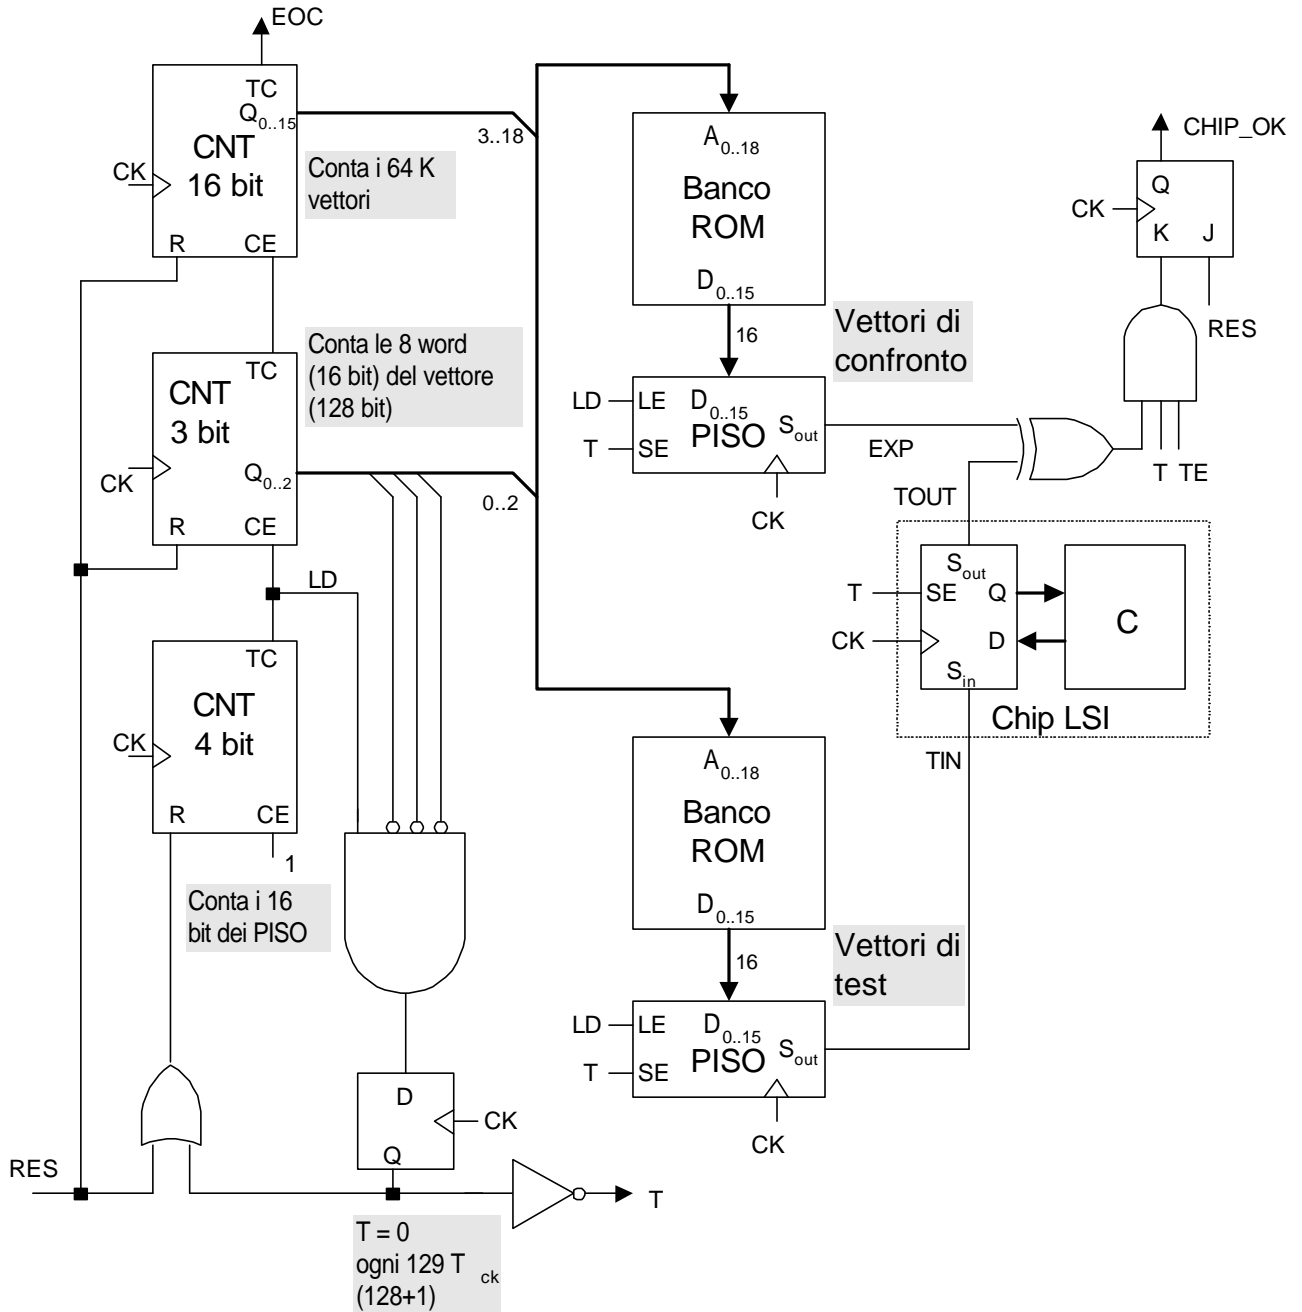 EOC
TC
Q0..15
CNT
16 bit
CK
R
CE
Conta i 64 K
vettori
3..18
A0..18
Banco
ROM
D0..15
16
CHIP_OK
Q
CK
K
J
RES
Vettori di
confronto
TC
CNT
3 bit
CK
Q0..2
R
CE
Conta le 8 word
(16 bit) del vettore
(128 bit)
0..2
LD
LE
D0..15
PISO
Sout
T
SE
CK
EXP
T
TE
TOUT
LD
TC
CNT
4 bit
CK
R
CE
1
Conta i 16
bit dei PISO
Sout
T
SE
Q
CK
D
Sin
C
Chip LSI
TIN
A0..18
Banco
ROM
D0..15
16
Vettori di
test
LD
LE
D0..15
PISO
Sout
T
SE
CK
D
CK
Q
RES
T
T = 0
ogni 129 Tck
(128+1)